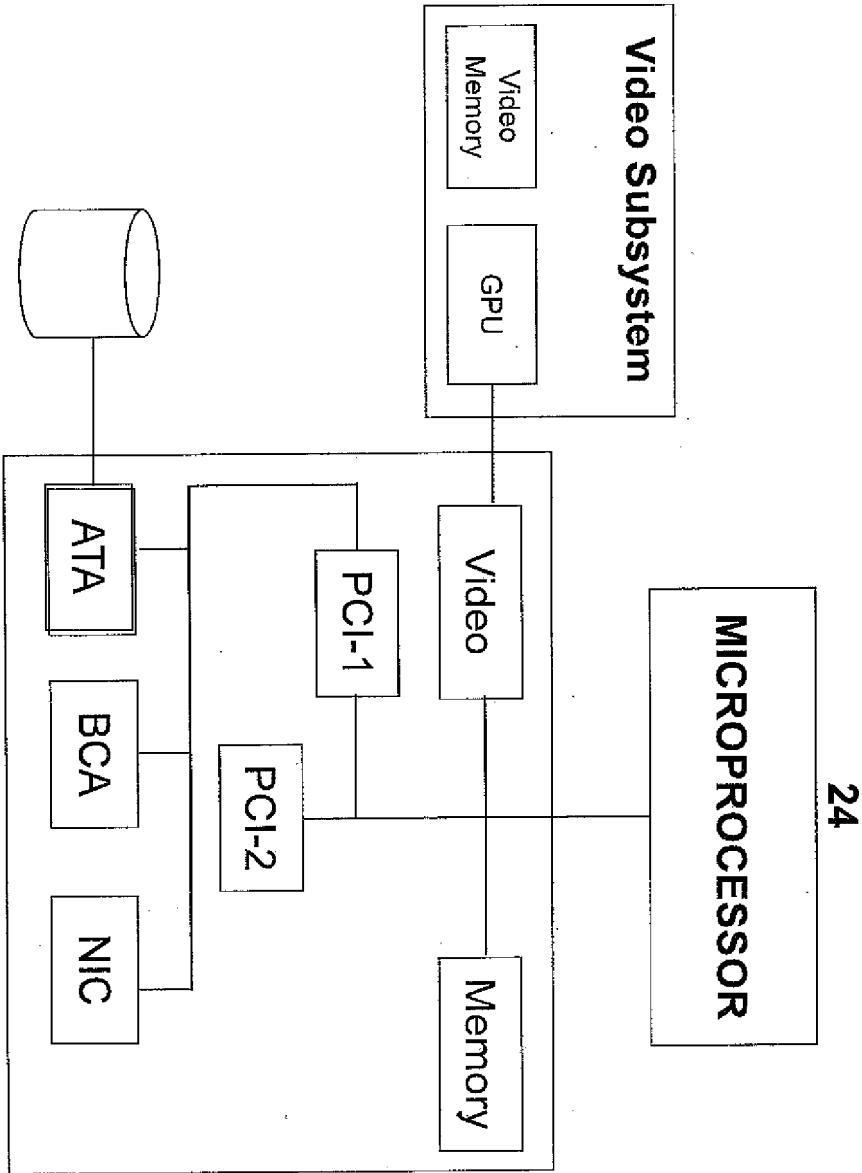 24
MICROPROCESSOR
Video Subsystem
Video
Memory
GPU
Video
Memory
PCI-1
PCI-2
ATA
BCA
NIC